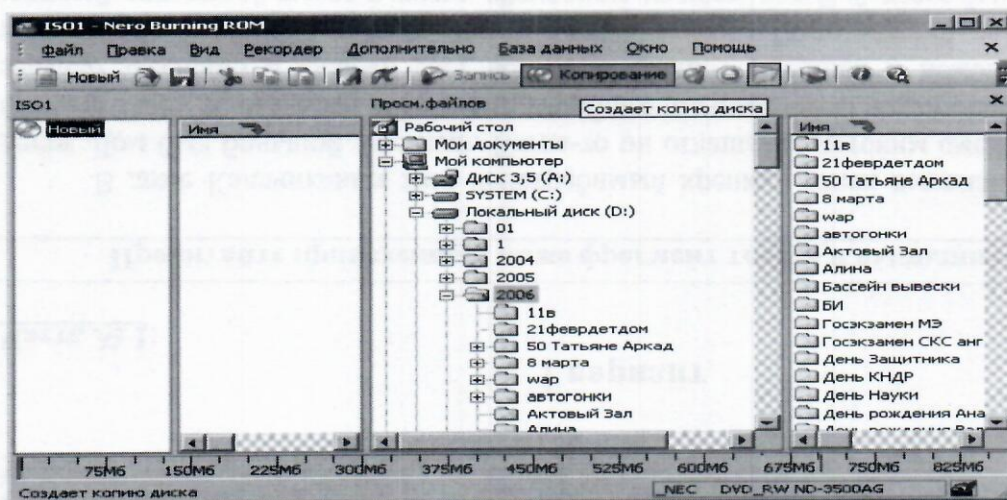 ISO1 - Nero Burning ROM
Файл Правка Вид Рекордер Дополнительно База данных Окно Помощь
Новый Запись Копирование
ISO1 Просм.файлов Создает копию диска
Новый
Имя
Рабочий стол
Мои документы
Мой компьютер
Диск 3,5 (A:)
SYSTEM (C:)
Локальный диск (D:)
01
1
2004
2005
2006
11в
21феврдетдом
50 Татьяне Аркад
8 марта
wap
автогонки
Актовый Зал
Алина
Имя
11в
21феврдетдом
50 Татьяне Аркад
8 марта
wap
автогонки
Актовый Зал
Алина
Бассейн вывески
БИ
Госэкзамен МЭ
Госэкзамен СКС анг
День Защитника
День КНДР
День Науки
День рождения Ана
75Мб 150Мб 225Мб 300Мб 375Мб 450Мб 525Мб 600Мб 675Мб 750Мб 825Мб
Создает копию диска _NEC DVD_RW ND-3500AG